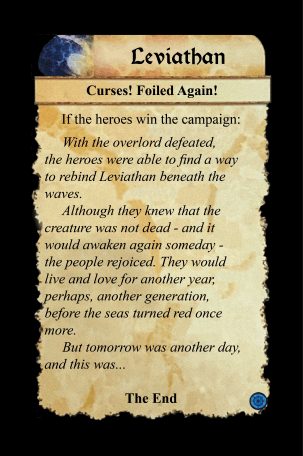 Leviathan
Curses! Foiled Again!
If the heroes win the campaign:
With the overlord defeated,
the heroes were able to find a way
to rebind Leviathan beneath the
waves.
Although they knew that the
creature was not dead - and it
would awaken again someday -
the people rejoiced. They would
live and love for another year,
perhaps, another generation,
before the seas turned red once
more.
But tomorrow was another day,
and this was...
The End